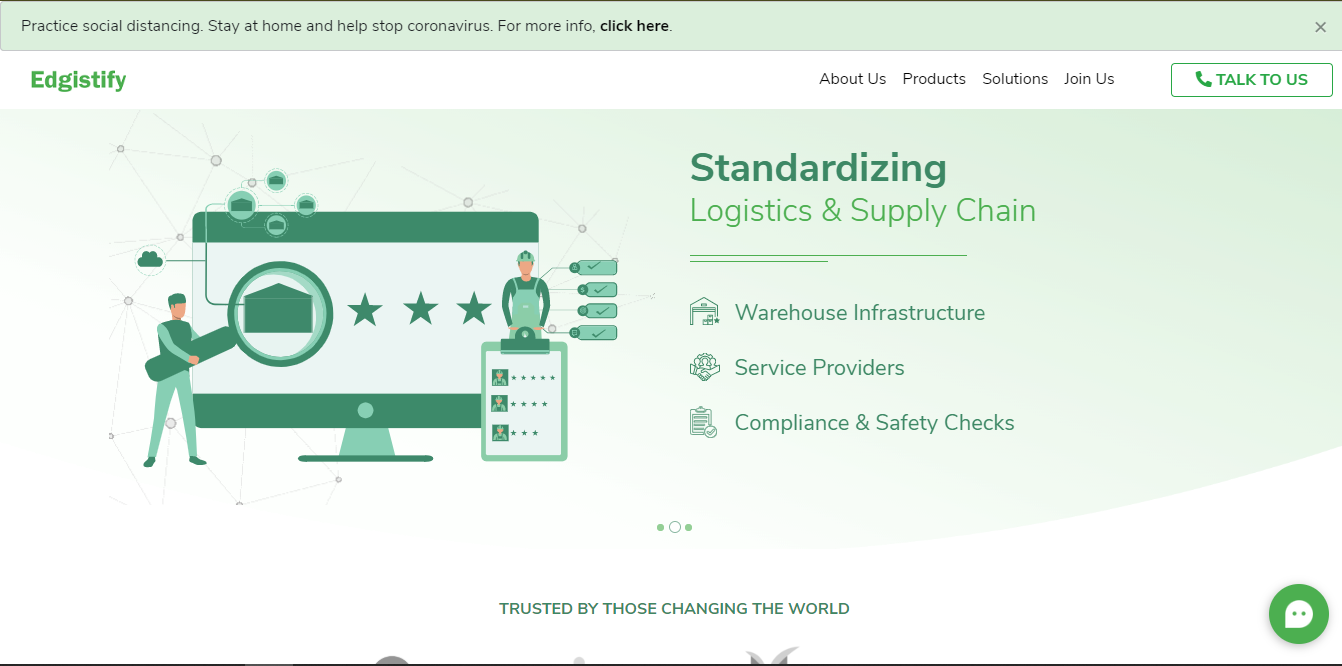 Practice social distancing. Stay at home and help stop coronavirus. For more info, click here.
×
Edgistify
About Us Products Solutions Join Us TALK TO US
Standardizing
Logistics & Supply Chain
Warehouse Infrastructure
Service Providers
Compliance & Safety Checks
TRUSTED BY THOSE CHANGING THE WORLD